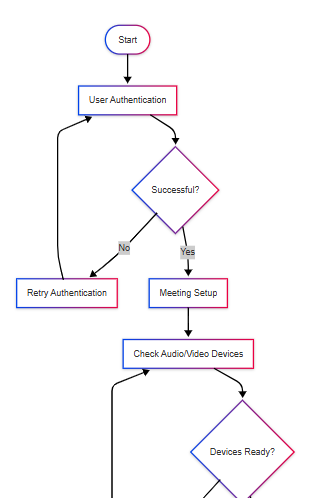 Start
User Authentication
Successful?
No
Yes
Retry Authentication
Meeting Setup
Check Audio/Video Devices
Devices Ready?